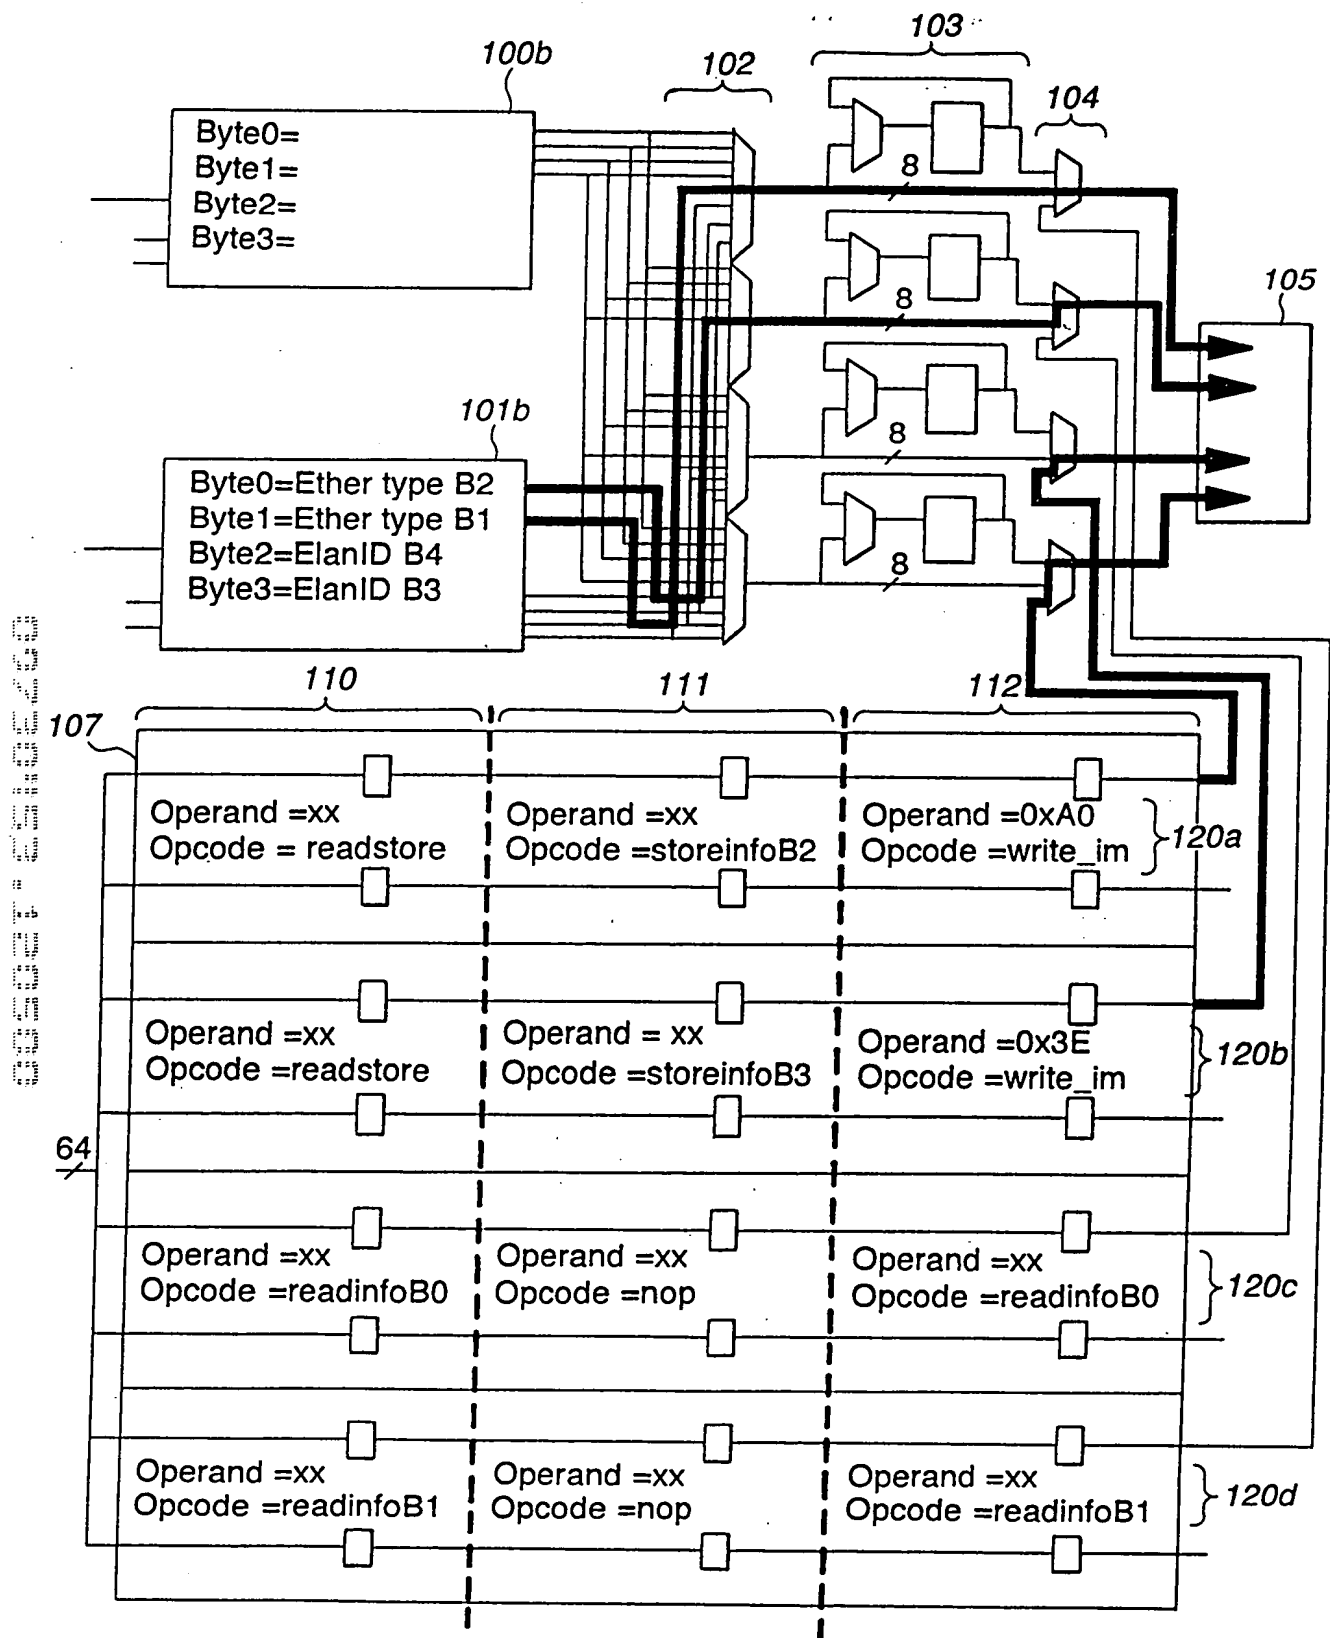 103
100b
102
104
Byte0=
Byte1=
Byte2=
Byte3=
8
105
8
101b
Byte0=Ether type B2
Byte1=Ether type B1
Byte2=ElanID B4
Byte3=ElanID B3
8
8
110
111
112
107
Operand =xx
Opcode = readstore
Operand =xx
Opcode =storeinfoB2
Operand =0xA0
Opcode =write_im
120a
Operand =xx
Opcode =readstore
Operand = xx
Opcode =storeinfoB3
Operand =0x3E
Opcode =write_im
120b
64
Operand =xx
Opcode =readinfoB0
Operand =xx
Opcode =nop
Operand =xx
Opcode =readinfoB0
120c
Operand =xx
Opcode =readinfoB1
Operand =xx
Opcode =nop
Operand =xx
Opcode =readinfoB1
120d